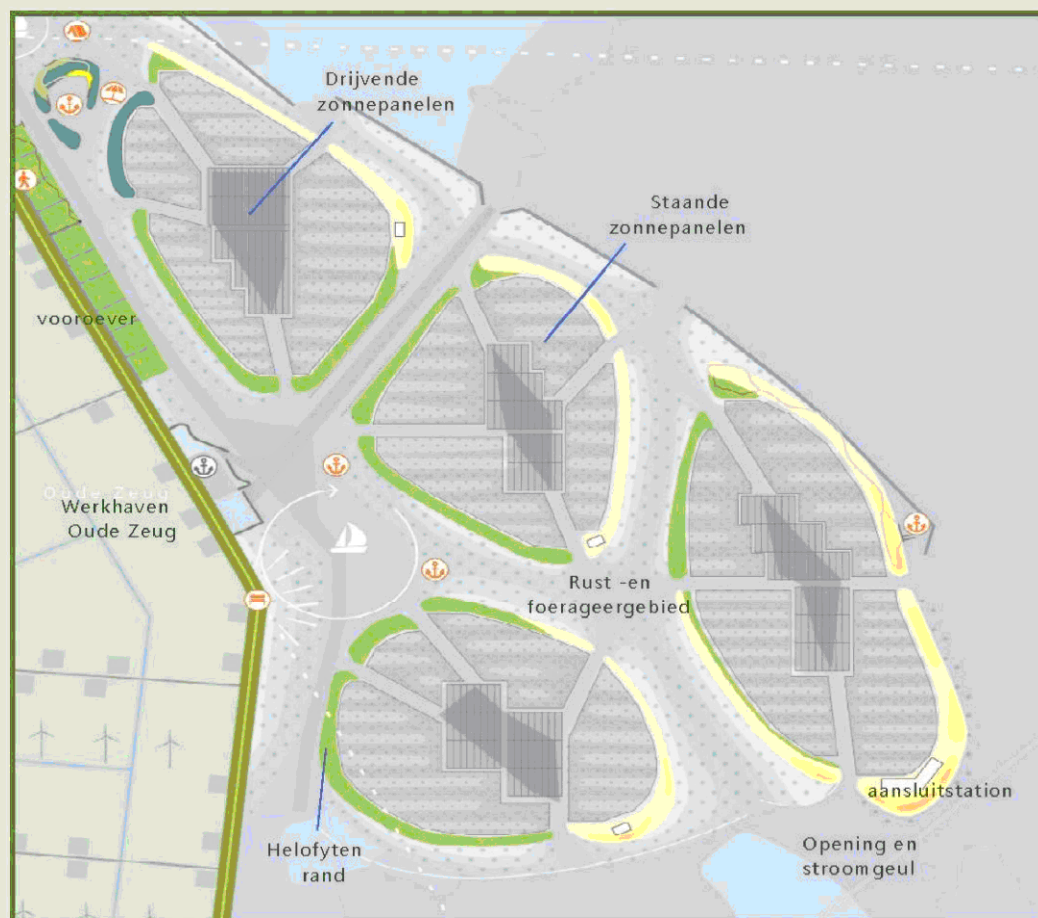 Drijvende
zonnepanelen
Staande
zonnepanelen
vooroever
Oude Zeug
Werkhaven
Oude Zeug
Rust -en
foerageergebied
aansluitstation
Opening en
stroomgeul
Helofyten
rand